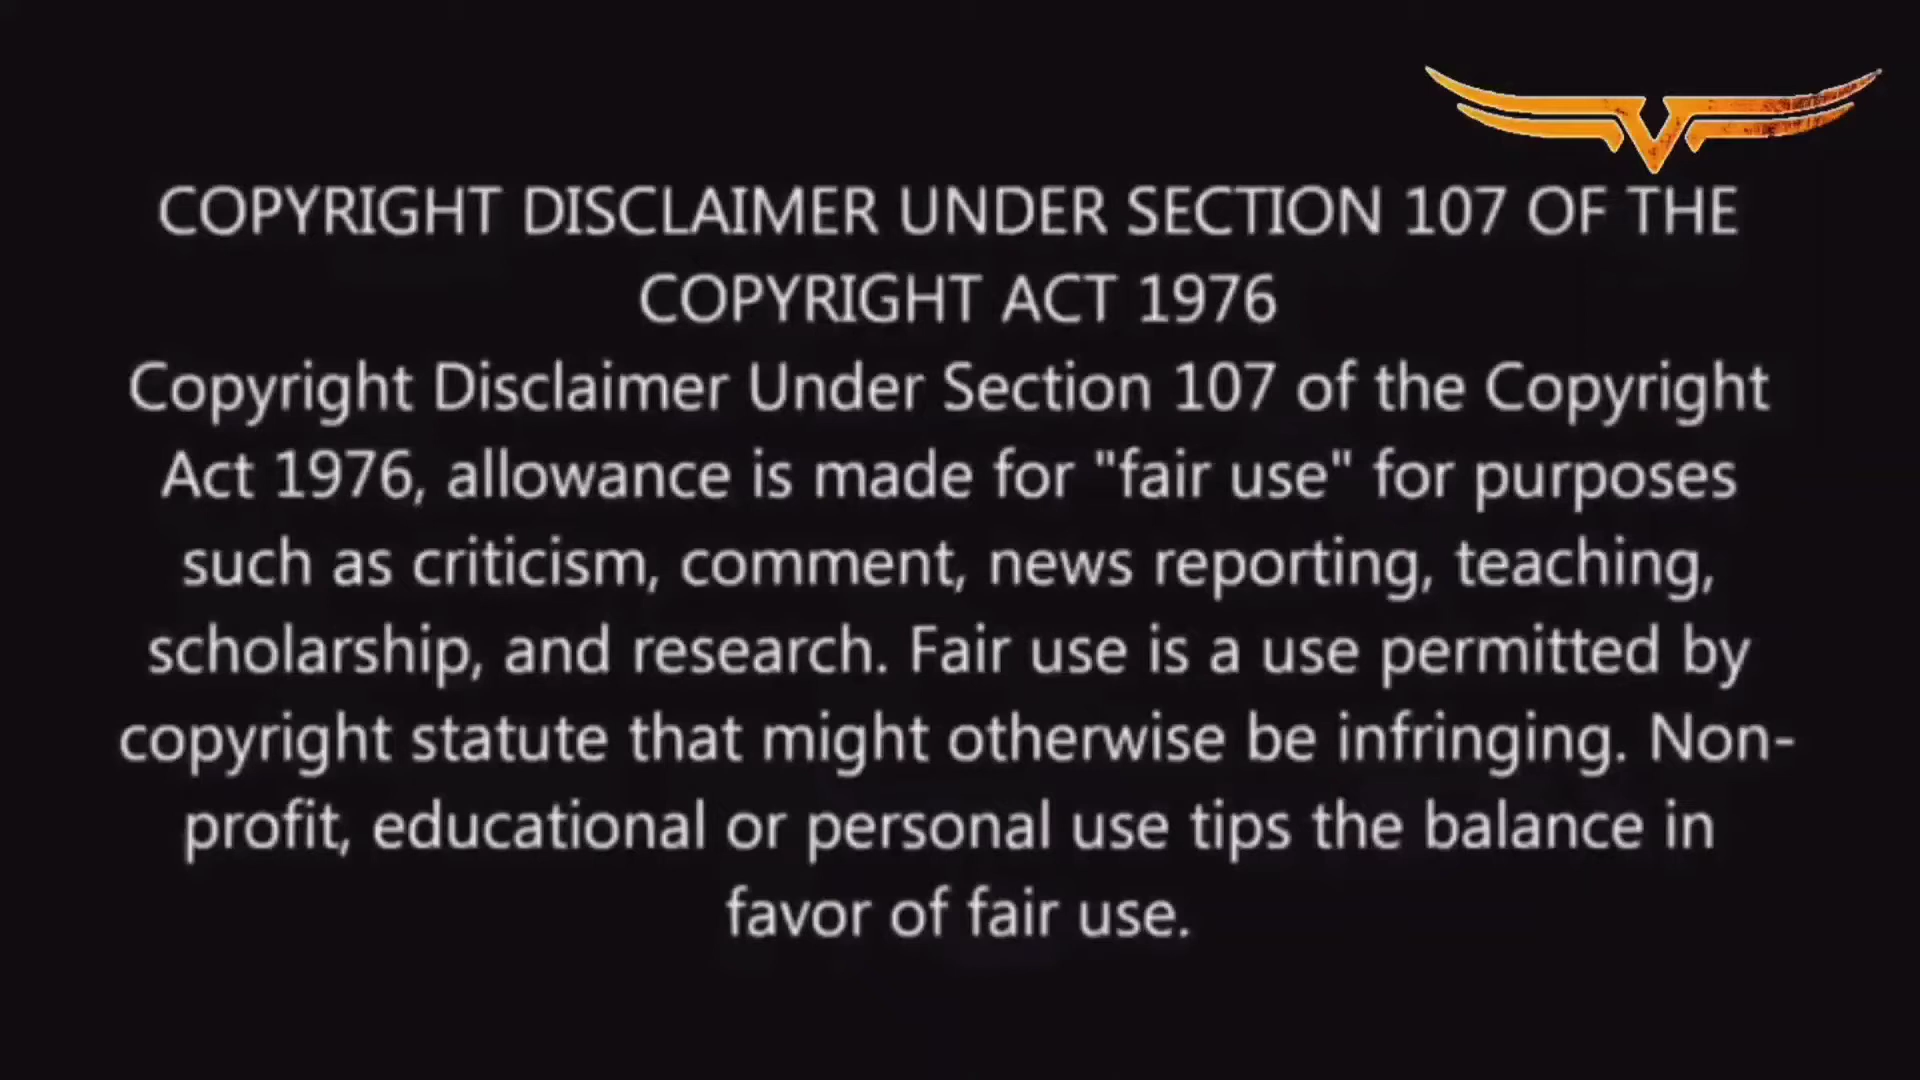 COPYRIGHT DISCLAIMER UNDER SECTION 107 OF THE
COPYRIGHT ACT 1976
Copyright Disclaimer Under Section 107 of the Copyright
Act 1976, allowance is made for "fair use" for purposes
such as criticism, comment, news reporting, teaching,
scholarship, and research. Fair use is a use permitted by
copyright statute that might otherwise be infringing. Non-
profit, educational or personal use tips the balance in
favor of fair use.